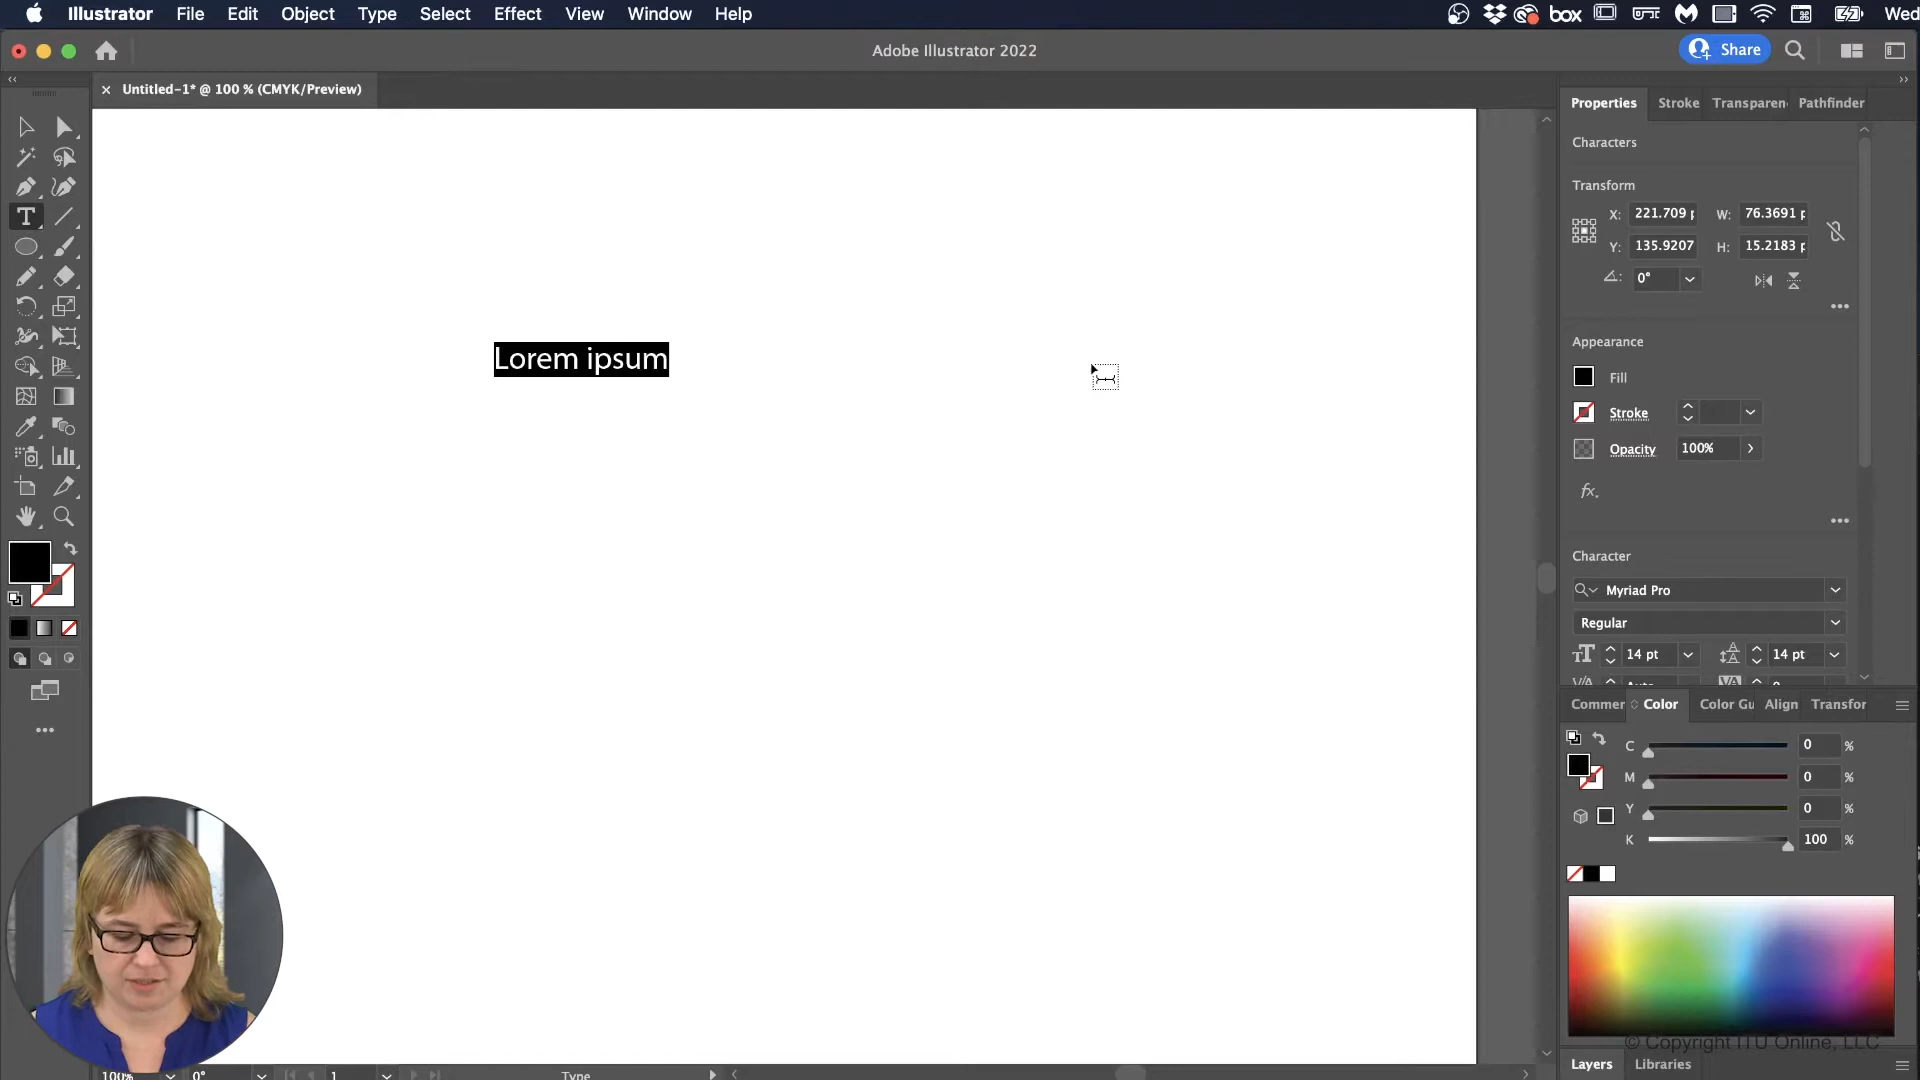 Illustrator File Edit Object Type Select Effect View Window Help box Wed
Adobe Illustrator 2022 Share
× Untitled-1* @ 100 % (CMYK/Preview)
Properties Stroke Transparen Pathfinder
Characters
Transform
X: 221.709 W: 76.3691
Y: 135.9207 H: 15.2183
0°
Appearance
Fill
Stroke
Opacity 100%
fx.
Lorem ipsum
Character
Myriad Pro
Regular
14 pt 14 pt
Commer Color Color Gu Align Transfor
C 0 %
M 0 %
Y 0 %
K 100 %
© Copyright ITU Online, LLC
Layers Libraries
100% 0° 1 Type